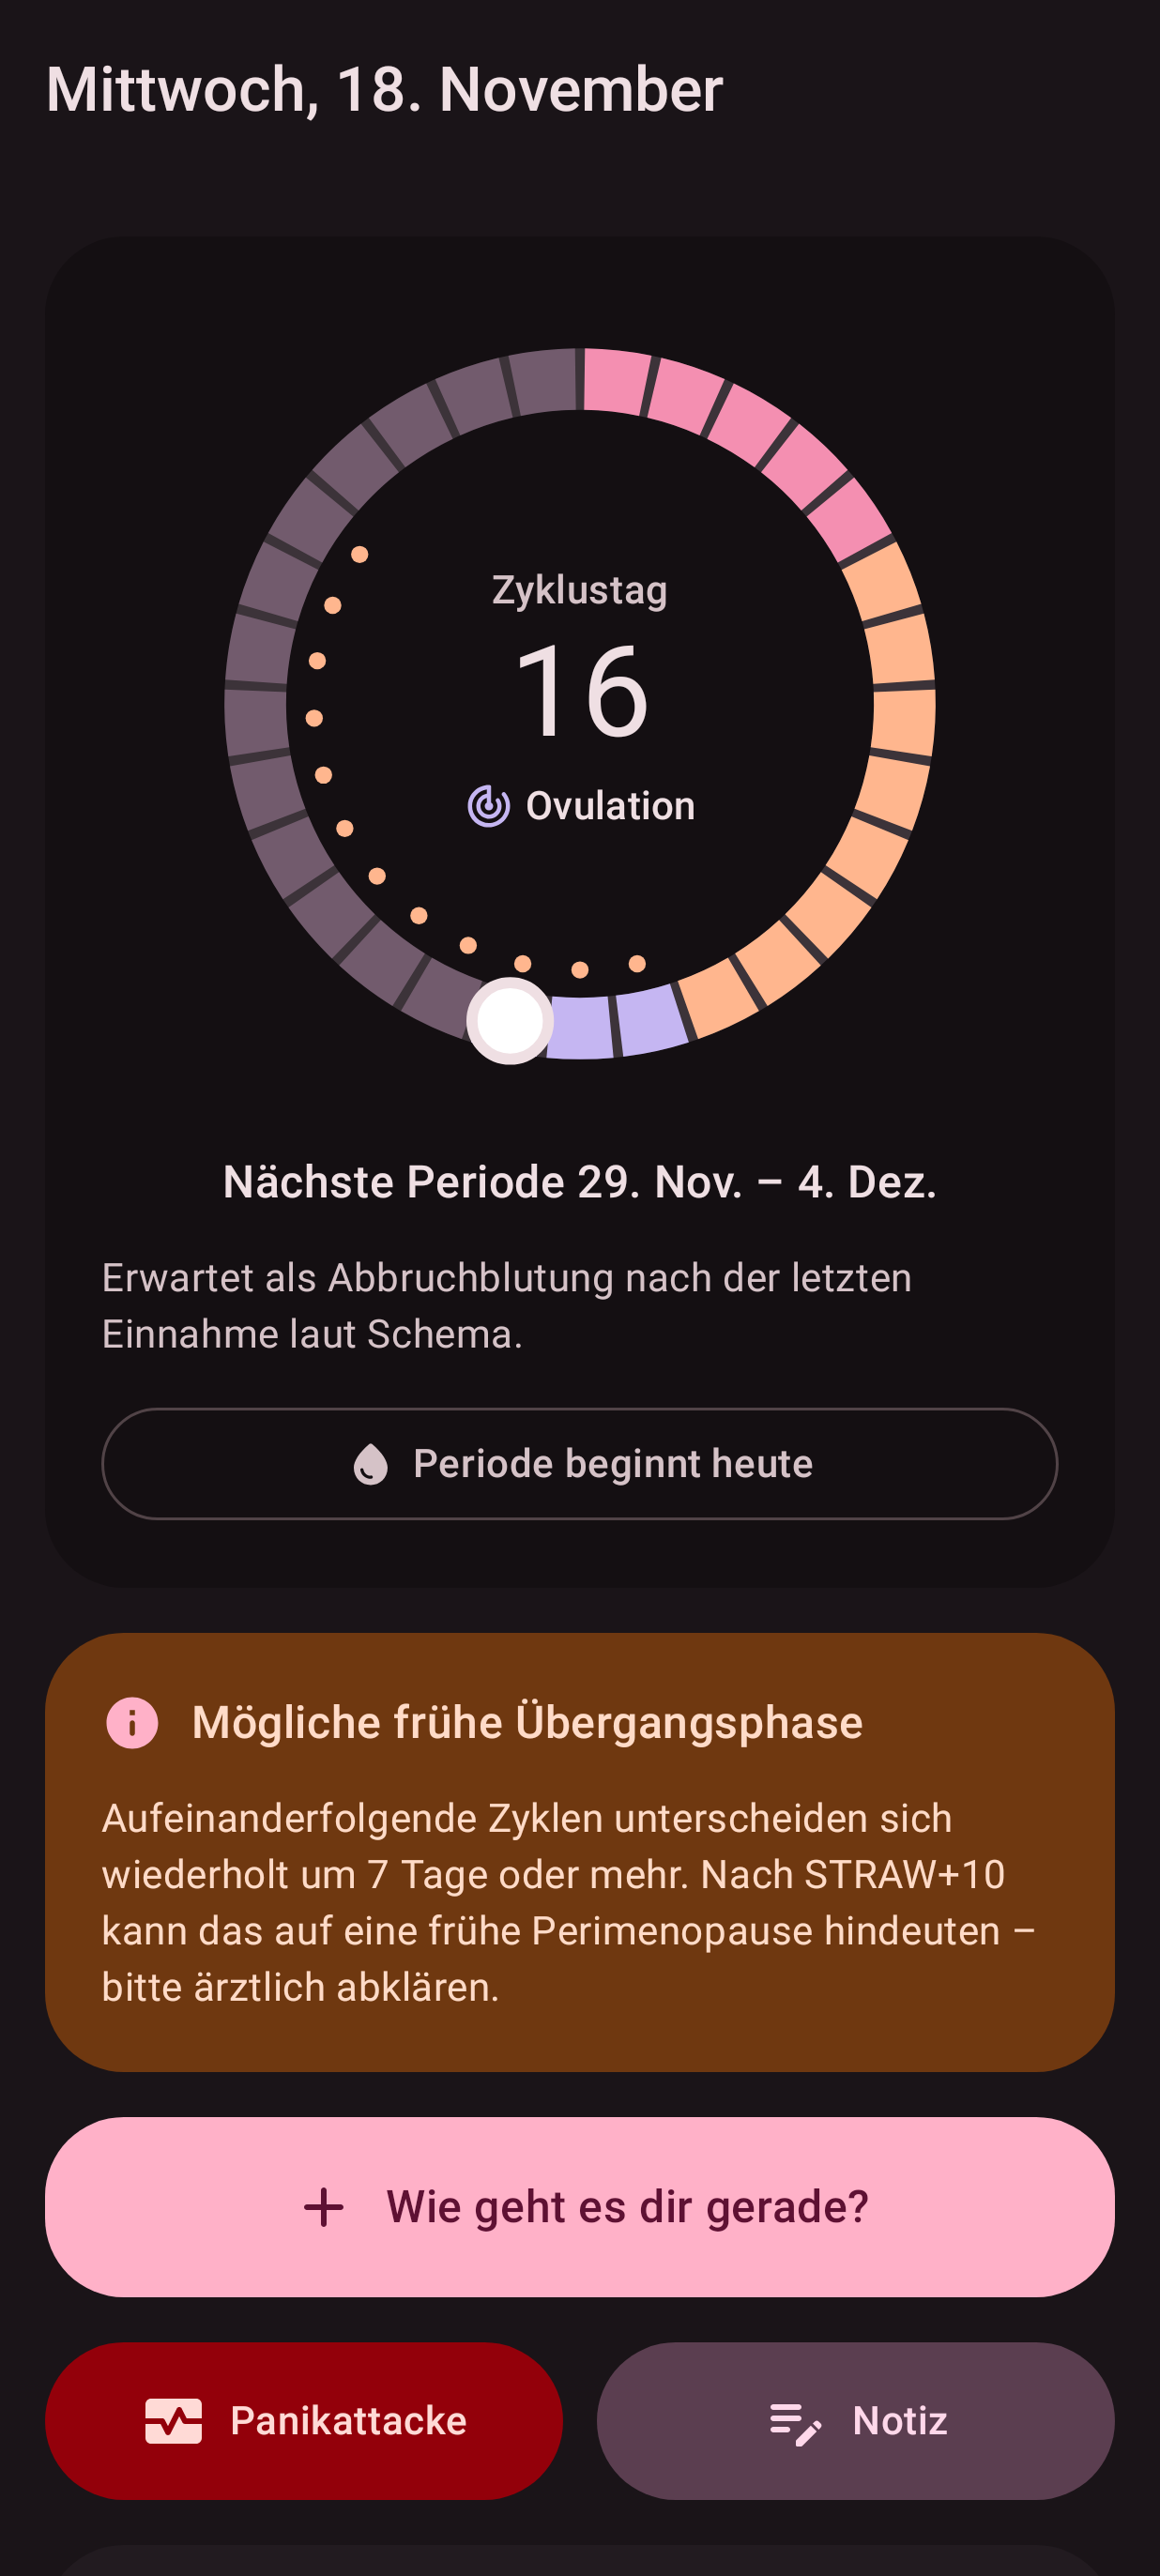 Mittwoch, 18. November
Zyklustag
16
Ovulation
Nächste Periode 29. Nov. – 4. Dez.
Erwartet als Abbruchblutung nach der letzten
Einnahme laut Schema.
Periode beginnt heute
Mögliche frühe Übergangsphase
Aufeinanderfolgende Zyklen unterscheiden sich
wiederholt um 7 Tage oder mehr. Nach STRAW+10
kann das auf eine frühe Perimenopause hindeuten –
bitte ärztlich abklären.
Wie geht es dir gerade?
Panikattacke
Notiz